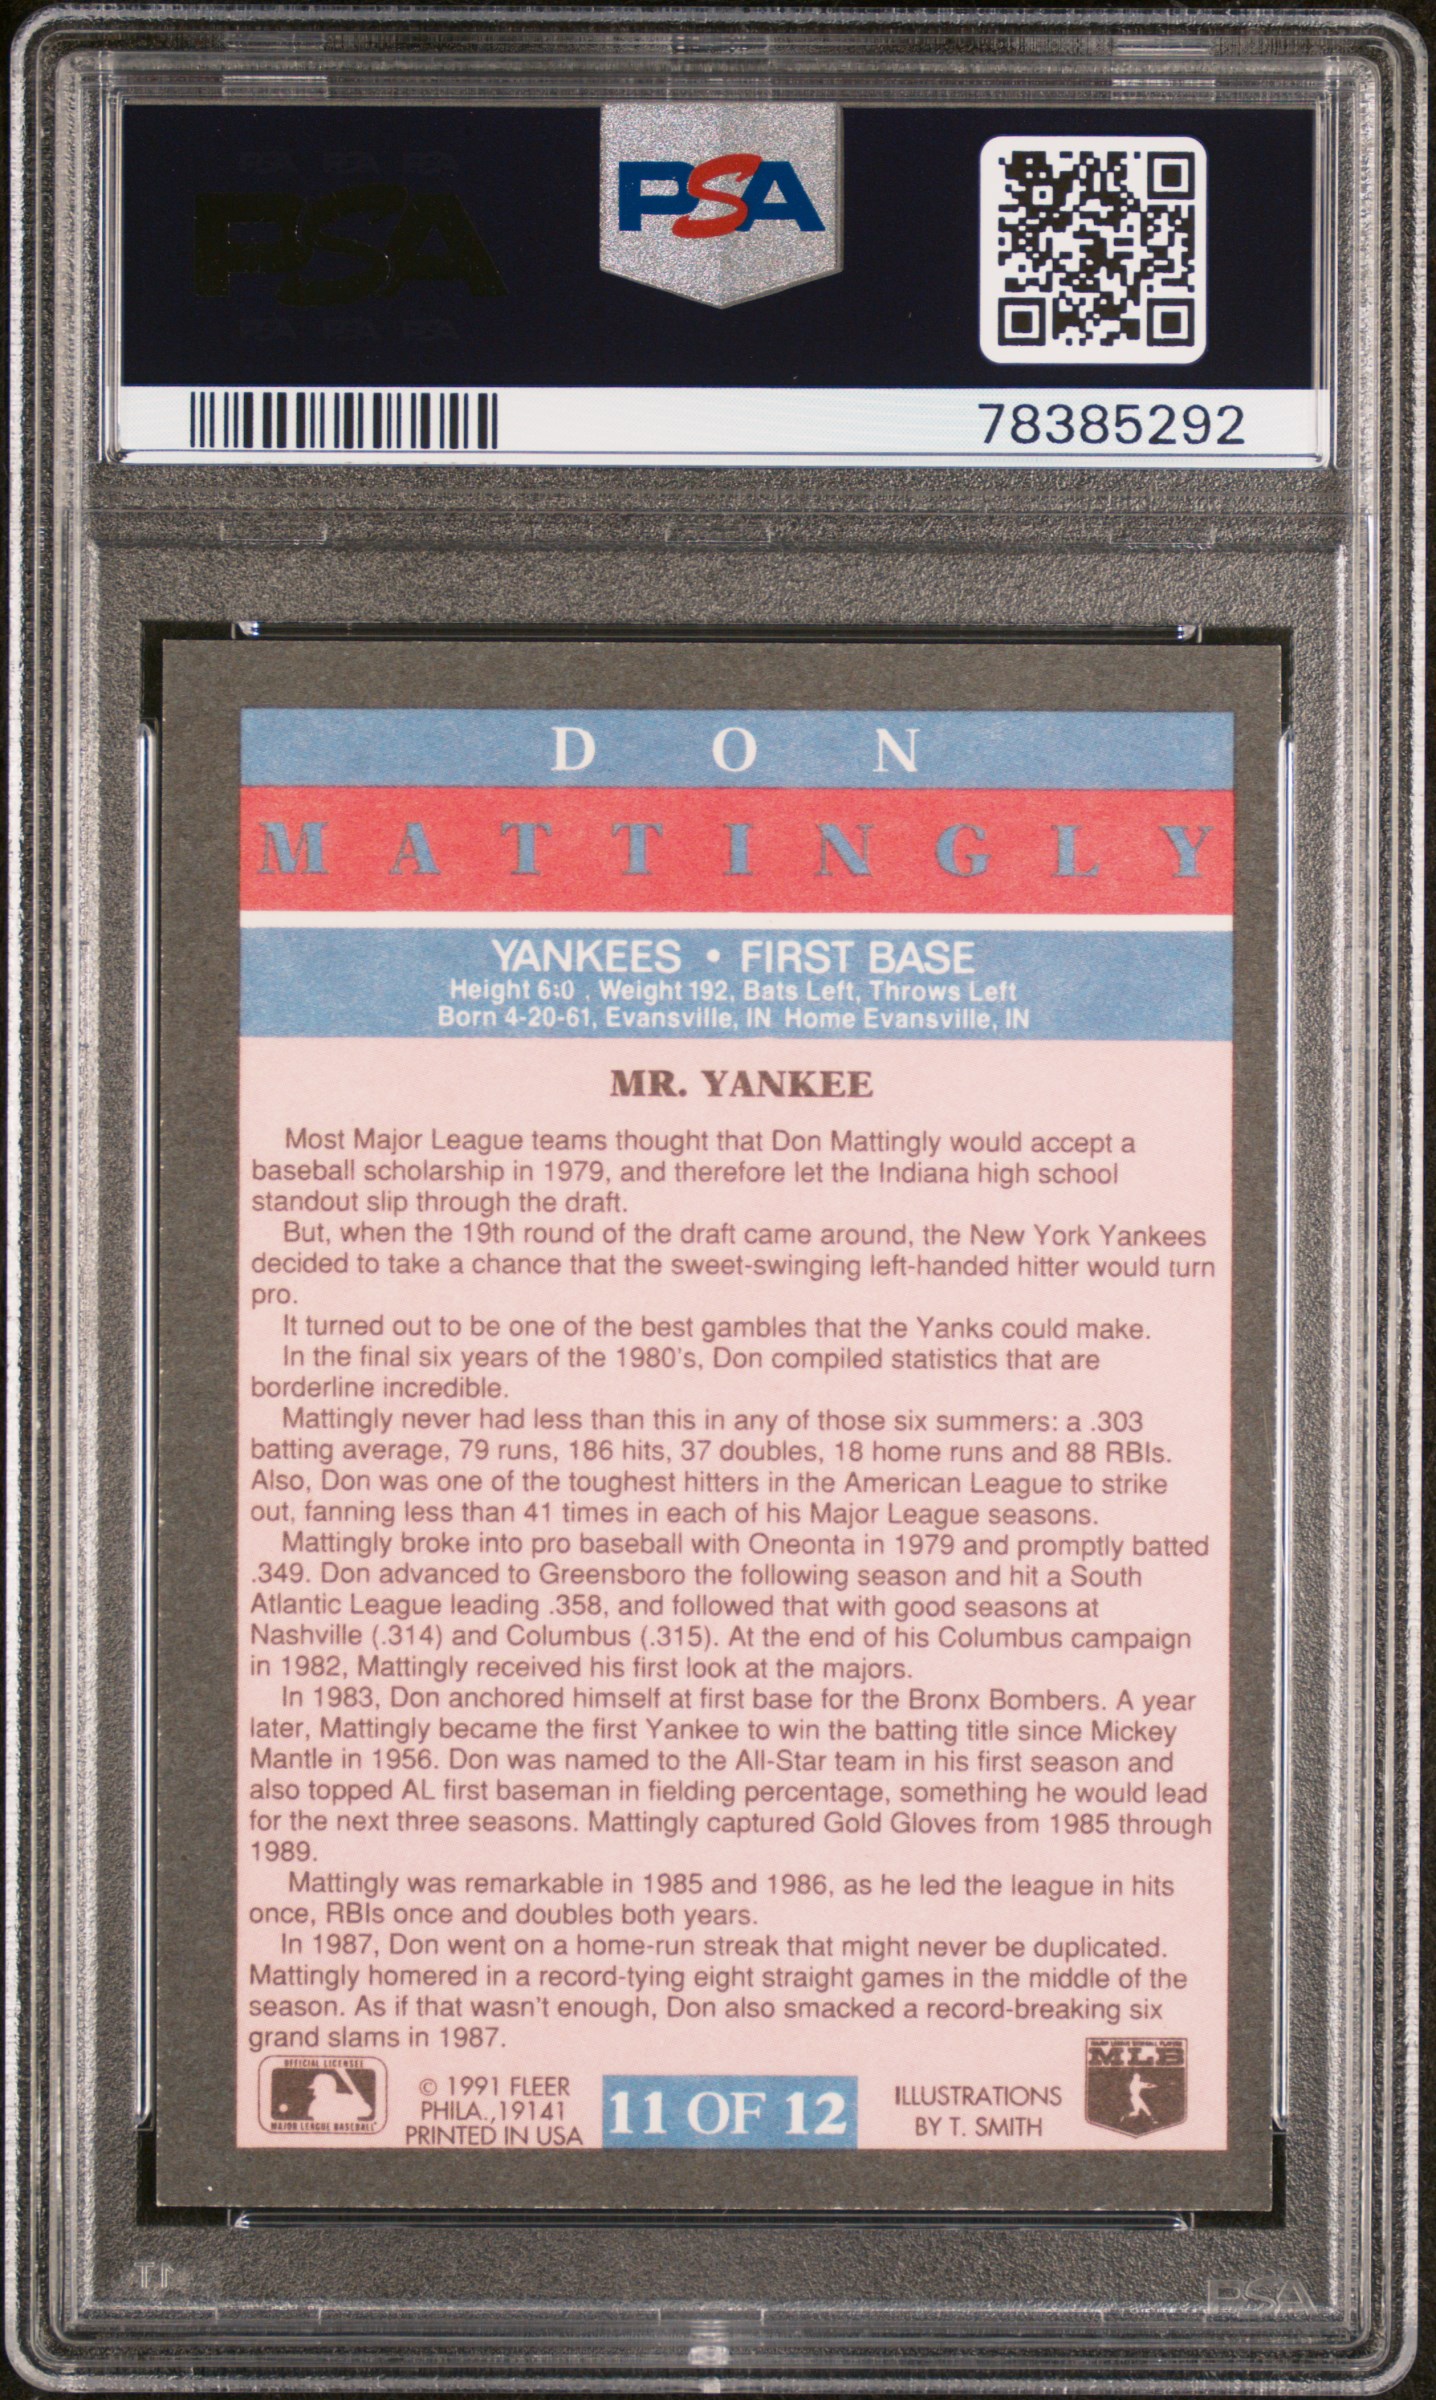 PSA
PSA
78385292
DON
MATTINGLY
YANKEES • FIRST BASE
Height 6:0 , Weight 192, Bats Left, Throws Left
Born 4-20-61, Evansville, IN Home Evansville, IN
MR. YANKEE
Most Major League teams thought that Don Mattingly would accept a
baseball scholarship in 1979, and therefore let the Indiana high school
standout slip through the draft.
But, when the 19th round of the draft came around, the New York Yankees
decided to take a chance that the sweet-swinging left-handed hitter would turn
pro.
It turned out to be one of the best gambles that the Yanks could make.
In the final six years of the 1980's, Don compiled statistics that are
borderline incredible.
Mattingly never had less than this in any of those six summers: a .303
batting average, 79 runs, 186 hits, 37 doubles, 18 home runs and 88 RBIs.
Also, Don was one of the toughest hitters in the American League to strike
out, fanning less than 41 times in each of his Major League seasons.
Mattingly broke into pro baseball with Oneonta in 1979 and promptly batted
.349. Don advanced to Greensboro the following season and hit a South
Atlantic League leading .358, and followed that with good seasons at
Nashville (.314) and Columbus (.315). At the end of his Columbus campaign
in 1982, Mattingly received his first look at the majors.
In 1983, Don anchored himself at first base for the Bronx Bombers. A year
later, Mattingly became the first Yankee to win the batting title since Mickey
Mantle in 1956. Don was named to the All-Star team in his first season and
also topped AL first baseman in fielding percentage, something he would lead
for the next three seasons. Mattingly captured Gold Gloves from 1985 through
1989.
Mattingly was remarkable in 1985 and 1986, as he led the league in hits
once, RBIs once and doubles both years.
In 1987, Don went on a home-run streak that might never be duplicated.
Mattingly homered in a record-tying eight straight games in the middle of the
season. As if that wasn't enough, Don also smacked a record-breaking six
grand slams in 1987.
OFFICIAL LICENSEE
MAJOR LEAGUE BASEBALL
© 1991 FLEER
PHILA., 19141
PRINTED IN USA
11 OF 12
ILLUSTRATIONS
BY T. SMITH
MLB
PSA